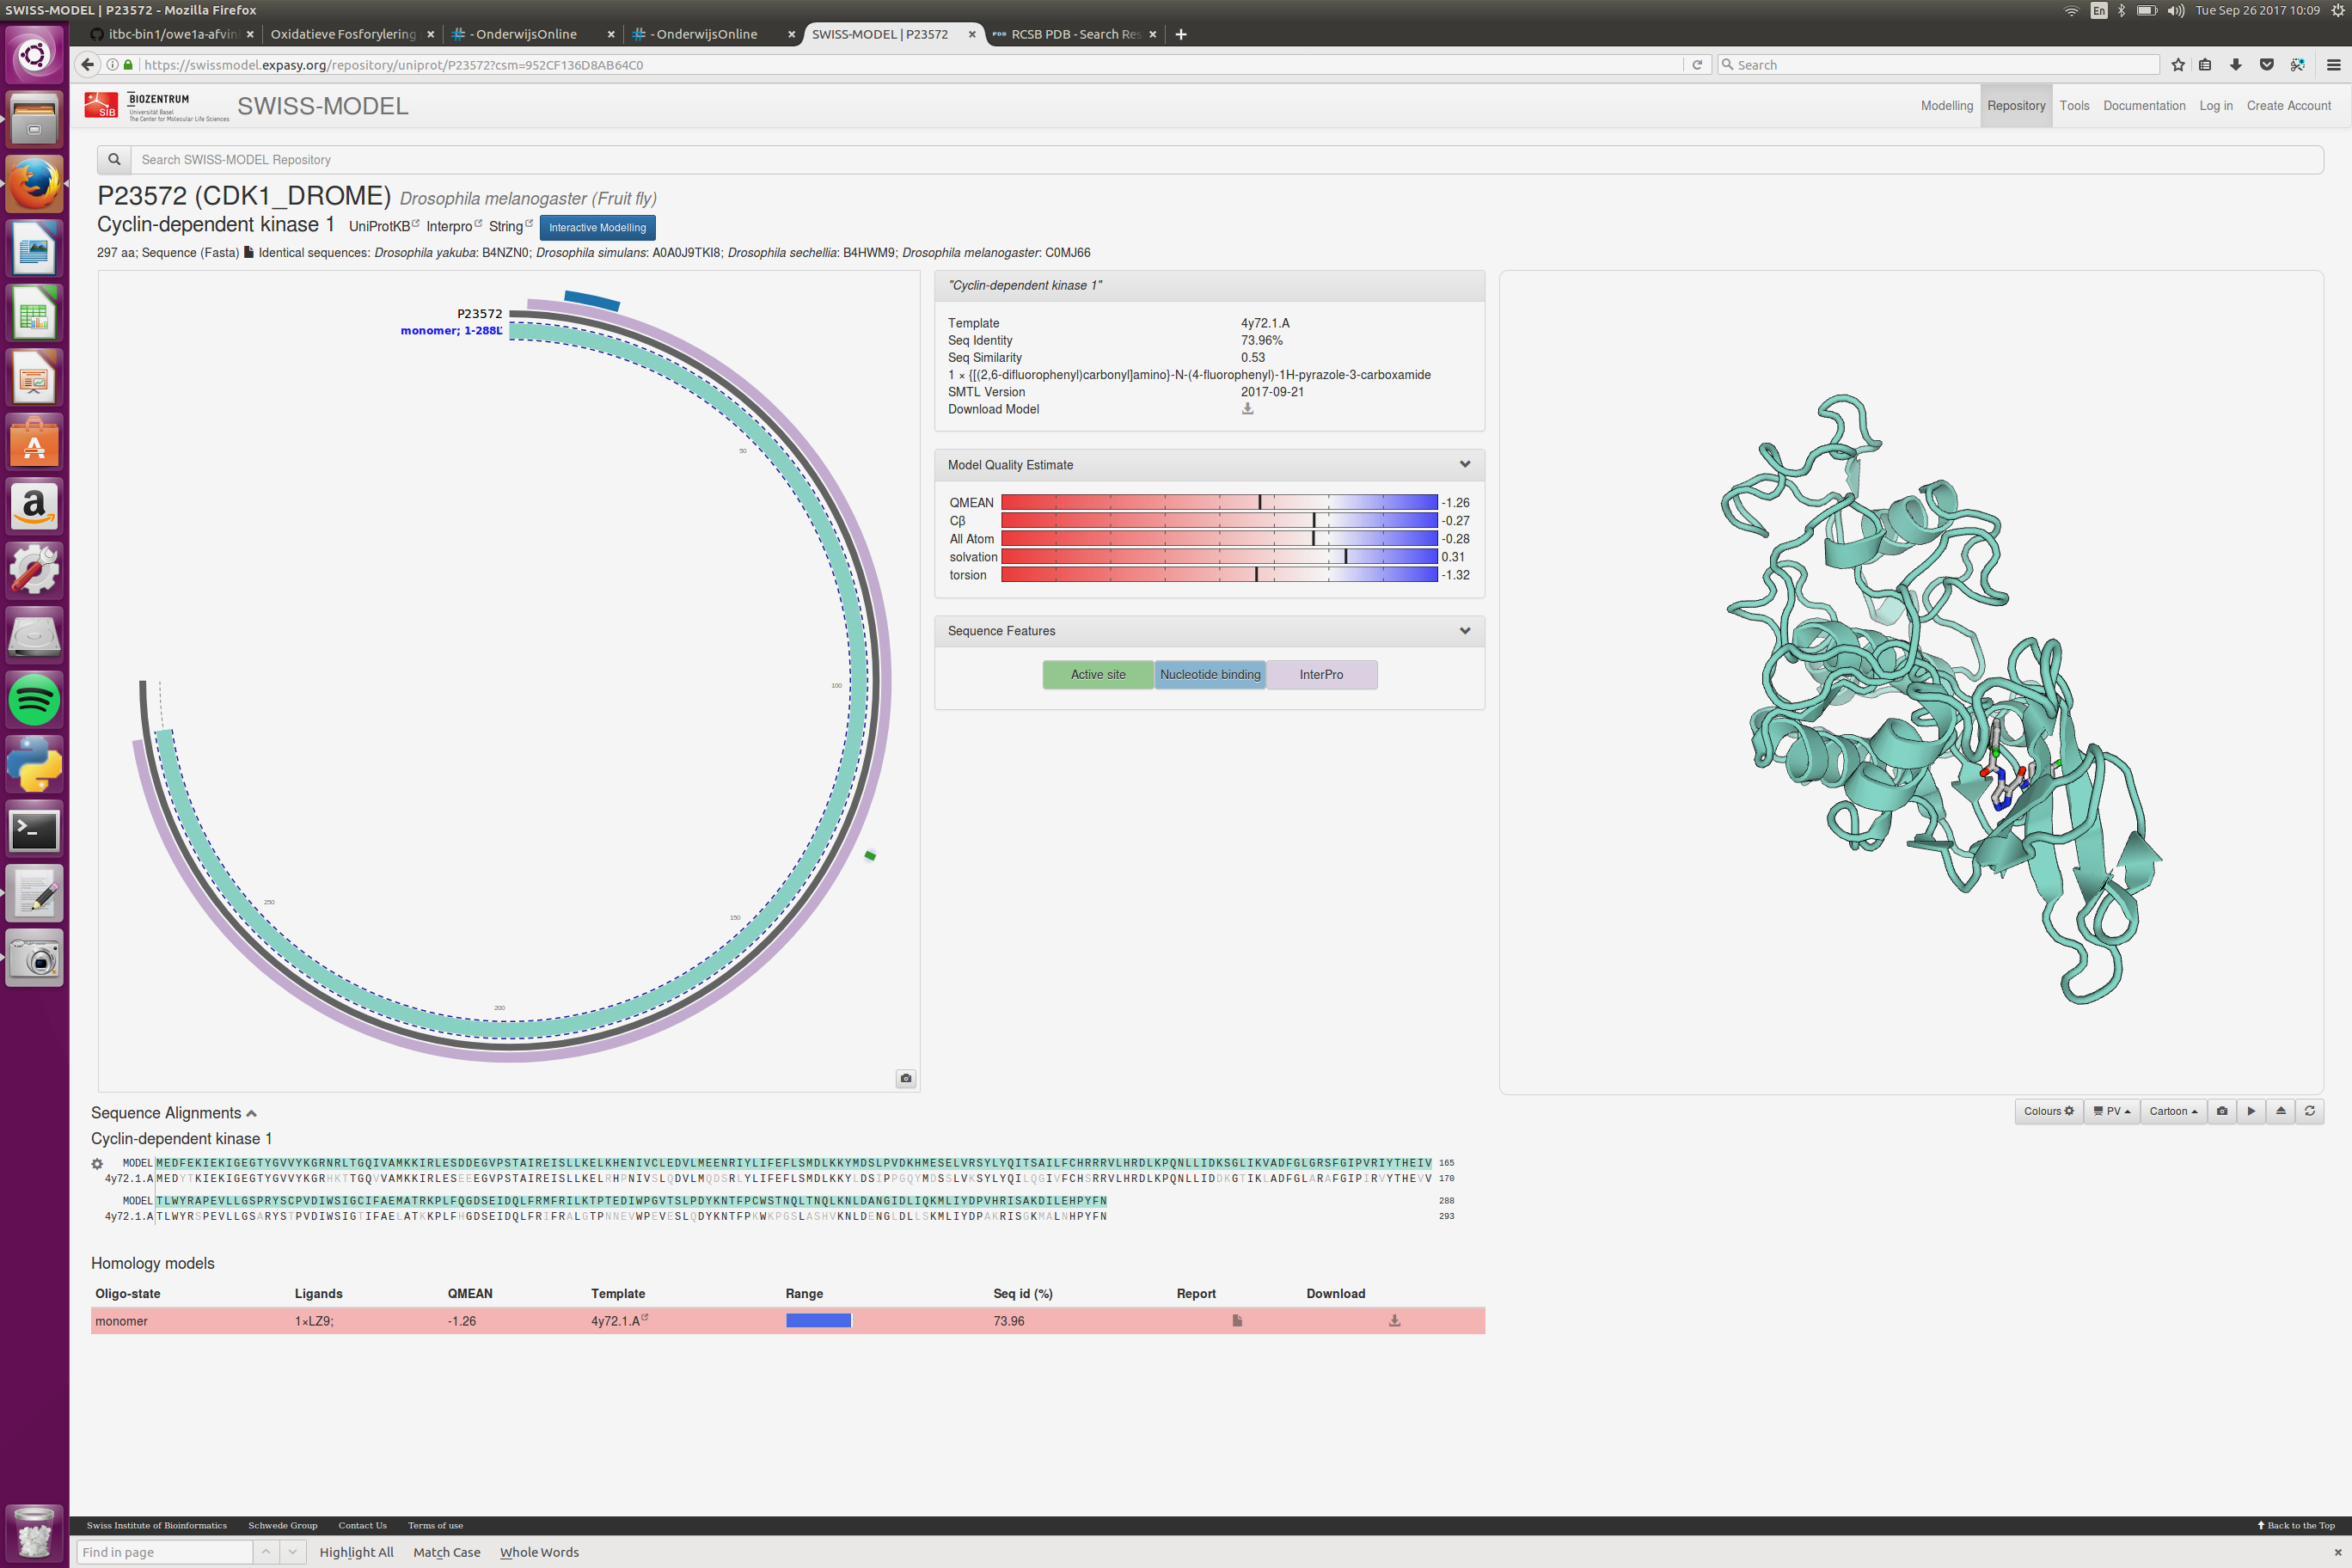 SWISS-MODEL | P23572 - Mozilla Firefox
En
Tue Sep 26 2017 10:09
itbc-bin1/owe1a-afvin
Oxidatieve Fosforylering
- OnderwijsOnline
- OnderwijsOnline
SWISS-MODEL | P23572
RCSB PDB - Search Res
https://swissmodel.expasy.org/repository/uniprot/P23572?csm=952CF136D8AB64C0
Search
SIB
BIOZENTRUM
Universität Basel
The Center for Molecular Life Sciences
SWISS-MODEL
Modelling
Repository
Tools
Documentation
Log in
Create Account
Search SWISS-MODEL Repository
P23572 (CDK1_DROME) Drosophila melanogaster (Fruit fly)
Cyclin-dependent kinase 1 UniProtKB Interpro String Interactive Modelling
297 aa; Sequence (Fasta) Identical sequences: Drosophila yakuba: B4NZN0; Drosophila simulans: A0A0J9TKI8; Drosophila sechellia: B4HWM9; Drosophila melanogaster: C0MJ66
P23572
monomer; 1-288
50
100
150
200
250
"Cyclin-dependent kinase 1"
Template 4y72.1.A
Seq Identity 73.96%
Seq Similarity 0.53
1 × {[(2,6-difluorophenyl)carbonyl]amino}-N-(4-fluorophenyl)-1H-pyrazole-3-carboxamide
SMTL Version 2017-09-21
Download Model
Model Quality Estimate
QMEAN -1.26
Cβ -0.27
All Atom -0.28
solvation 0.31
torsion -1.32
Sequence Features
Active site Nucleotide binding InterPro
Colours PV Cartoon
Sequence Alignments
Cyclin-dependent kinase 1
MODEL MEDFEKIEKIGEGTYGVVYKGRNRLTGQIVAMKKIRLESDDEGVPSTAIREISLLKELKHENIVCLEDVLMEENRIYLIFEFLSMDLKKYMDSLPVDKHMESELVRSYLYQITSAILFCHRRRVLHRDLKPQNLLIDKSGLIKVADFGLGRSFGIPVRIYTHEIV 165
4y72.1.A MEDYTKIEKIGEGTYGVVYKGRHKTTGQVVAMKKIRLESEEEGVPSTAIREISLLKELRHPNIVSLQDVLMQDSRLYLIFEFLSMDLKKYLDSIPPGQYMDSSLVKSYLYQILQGIVFCHSRRVLHRDLKPQNLLIDDKGTIKLADFGLARAFGIPIRVYTHEVV 170
MODEL TLWYRAPEVLLGSPRYSCPVDIWSIGCIFAEMATRKPLFQGDSEIDQLFRMFRILKTPTEDIWPGVTSLPDYKNTFPCWSTNQLTNQLKNLDANGIDLIQKMLIYDPVHRISAKDILEHPYFN 288
4y72.1.A TLWYRSPEVLLGSARYSTPVDIWSIGTIFAELATKKPLFHGDSEIDQLFRIFRALGTPNNEVWPEVESLQDYKNTFPKWKPGSLASHVKNLDENGLDLLSKMLIYDPAKRISGKMALNHPYFN 293
Homology models
Oligo-state Ligands QMEAN Template Range Seq id (%) Report Download
monomer 1×LZ9; -1.26 4y72.1.A 73.96
Swiss Institute of Bioinformatics Schwede Group Contact Us Terms of use Back to the Top
Find in page Highlight All Match Case Whole Words